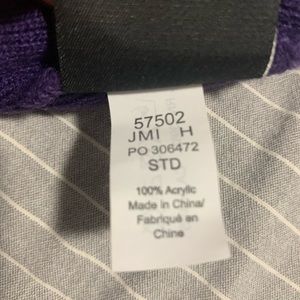 57502
JMI H
PO 306472
STD
100% Acrylic
Made in China/
Fabriqué en
Chine